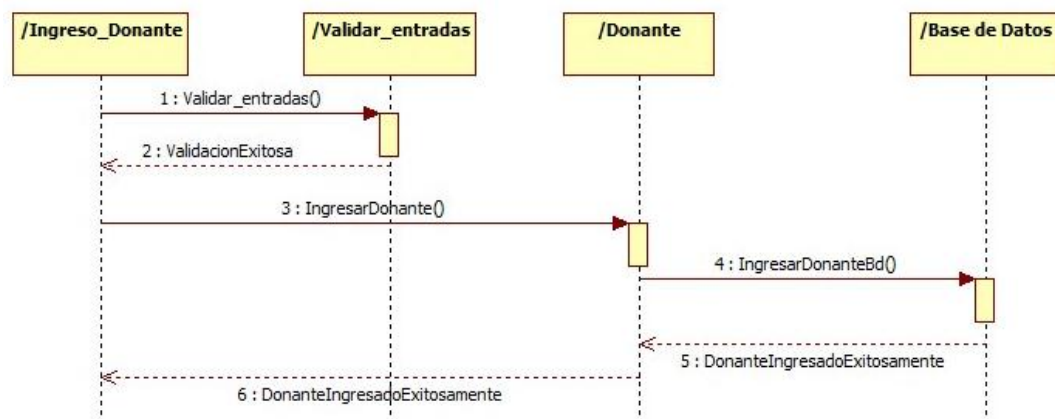 /Ingreso_Donante
/Validar_entradas
/Donante
/Base de Datos
1 : Validar_entradas()
2 : ValidacionExitosa
3 : IngresarDonante()
4 : IngresarDonanteBd()
5 : DonanteIngresadoExitosamente
6 : DonanteIngresadoExitosamente